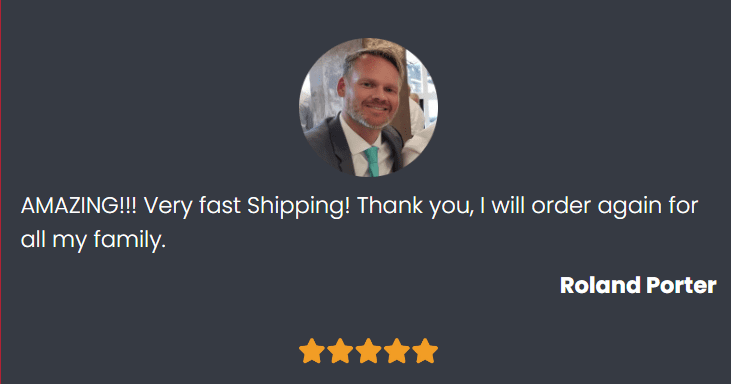 AMAZING!!! Very fast Shipping! Thank you, I will order again for
all my family.
Roland Porter